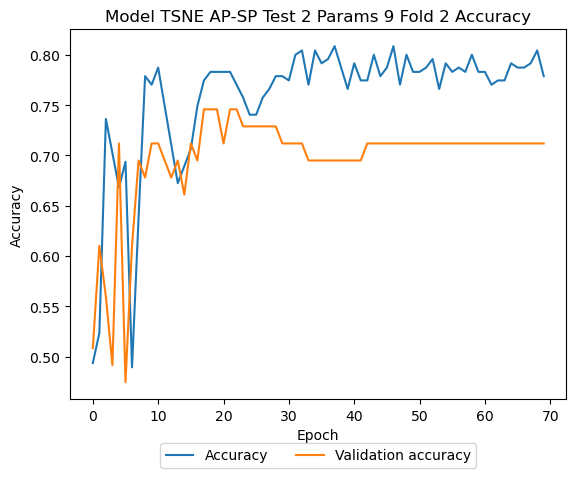 Model TSNE AP-SP Test 2 Params 9 Fold 2 Accuracy
0.80
0.75
0.70
0.65
0.60
0.55
0.50
Accuracy
0 10 20 30 40 50 60 70
Epoch
Accuracy Validation accuracy